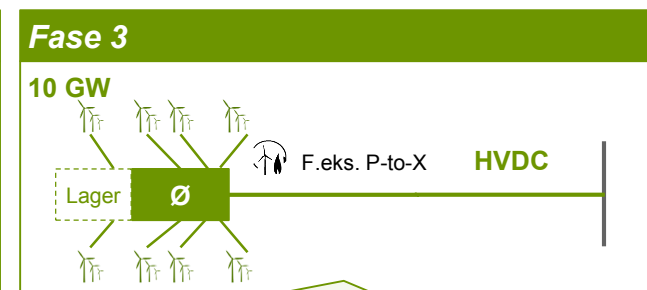 Fase 3
10 GW
F.eks. P-to-X
HVDC
Lager
Ø